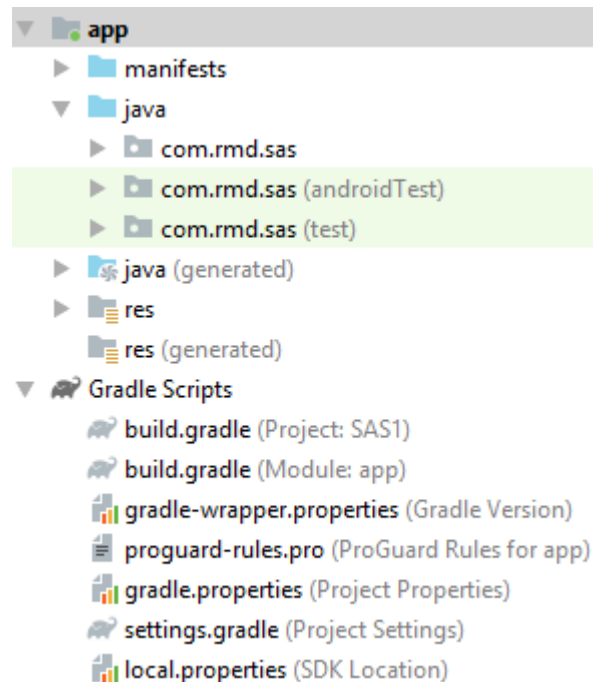 app
manifests
java
com.rmd.sas
com.rmd.sas (androidTest)
com.rmd.sas (test)
java (generated)
res
res (generated)
Gradle Scripts
build.gradle (Project: SAS1)
build.gradle (Module: app)
gradle-wrapper.properties (Gradle Version)
proguard-rules.pro (ProGuard Rules for app)
gradle.properties (Project Properties)
settings.gradle (Project Settings)
local.properties (SDK Location)